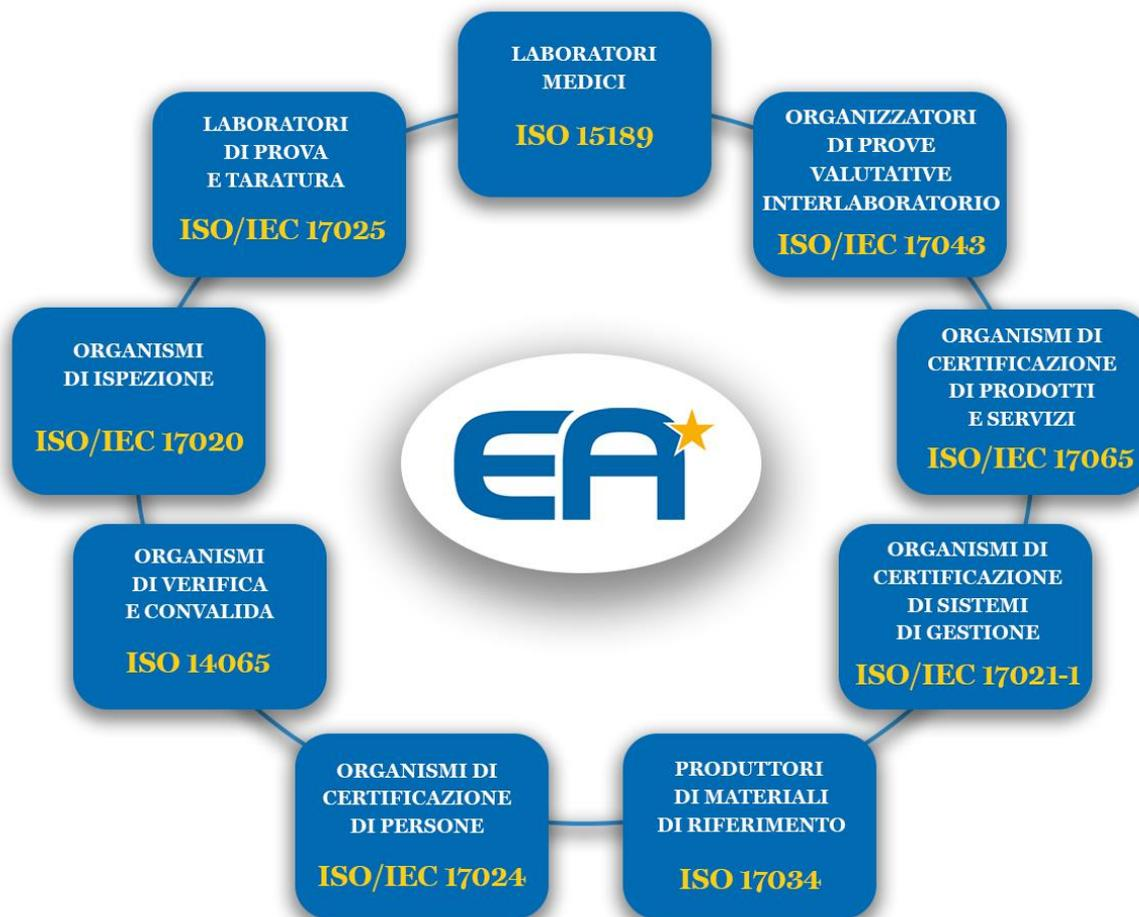 LABORATORI
MEDICI
ISO 15189
ORGANIZZATORI
DI PROVE
VALUTATIVE
INTERLABORATORIO
ISO/IEC 17043
ORGANISMI DI
CERTIFICAZIONE
DI PRODOTTI
E SERVIZI
ISO/IEC 17065
ORGANISMI DI
CERTIFICAZIONE
DI SISTEMI
DI GESTIONE
ISO/IEC 17021-1
PRODUTTORI
DI MATERIALI
DI RIFERIMENTO
ISO 17034
ORGANISMI DI
CERTIFICAZIONE
DI PERSONE
ISO/IEC 17024
ORGANISMI
DI VERIFICA
E CONVALIDA
ISO 14065
ORGANISMI
DI ISPEZIONE
ISO/IEC 17020
LABORATORI
DI PROVA
E TARATURA
ISO/IEC 17025
EA